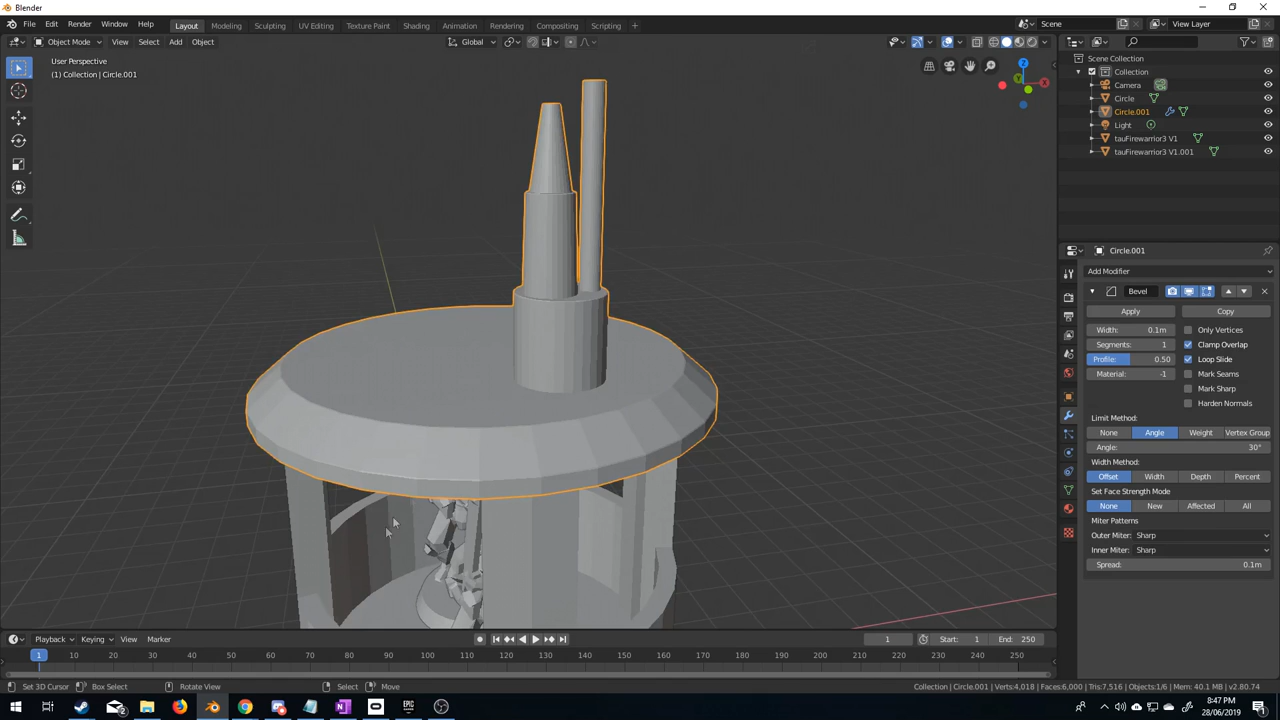 Blender
File Edit Render Window Help
Layout Modeling Sculpting UV Editing Texture Paint Shading Animation Rendering Compositing Scripting +
Scene
View Layer
Object Mode View Select Add Object
Global
User Perspective
(1) Collection | Circle.001
Z
Y
X
Scene Collection
Collection
Camera
Circle
Circle.001
Light
tauFirewarrior3 V1
tauFirewarrior3 V1.001
Circle.001
Add Modifier
Bevel
Apply Copy
Width: 0.1m Only Vertices
Segments: 1 Clamp Overlap
Profile: 0.50 Loop Slide
Material: -1 Mark Seams
Mark Sharp
Harden Normals
Limit Method:
None Angle Weight Vertex Group
Angle: 30°
Width Method:
Offset Width Depth Percent
Set Face Strength Mode
None New Affected All
Miter Patterns
Outer Miter: Sharp
Inner Miter: Sharp
Spread: 0.1m
Playback Keying View Marker
1 Start: 1 End: 250
1 10 20 30 40 50 60 70 80 90 100 110 120 130 140 150 160 170 180 190 200 210 220 230 240 250
Set 3D Cursor Box Select Rotate View Select Move
Collection | Circle.001 | Verts:4,018 | Faces:6,000 | Tris:7,516 | Objects:1/6 | Mem: 40.1 MB | v2.80.74
8:47 PM
28/06/2019